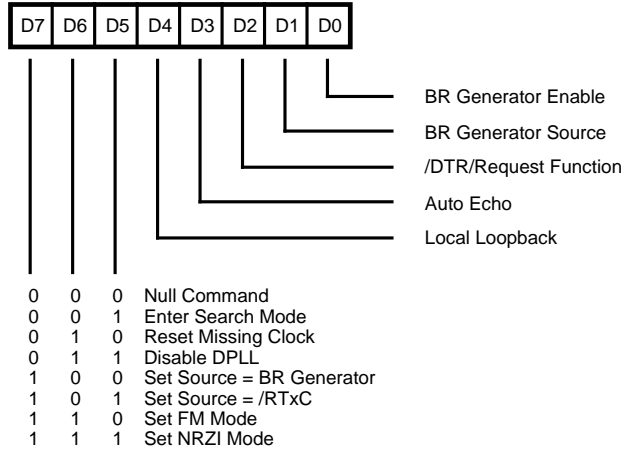 D7 D6 D5 D4 D3 D2 D1 D0
BR Generator Enable
BR Generator Source
/DTR/Request Function
Auto Echo
Local Loopback
0 0 0 Null Command
0 0 1 Enter Search Mode
0 1 0 Reset Missing Clock
0 1 1 Disable DPLL
1 0 0 Set Source = BR Generator
1 0 1 Set Source = /RTxC
1 1 0 Set FM Mode
1 1 1 Set NRZI Mode